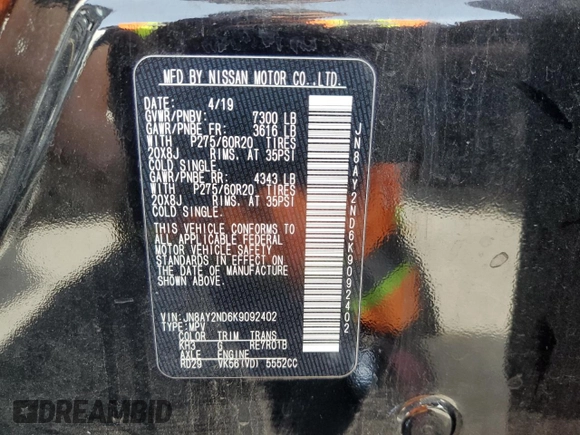 MFD BY NISSAN MOTOR CO.,LTD.
DATE: 4/19
GVWR/PNBV: 7300 LB
GAWR/PNBE FR: 3616 LB
WITH P275/60R20 TIRES
20X8J RIMS. AT 35PSI
COLD SINGLE.
GAWR/PNBE RR: 4343 LB
WITH P275/60R20 TIRES
20X8J RIMS. AT 35PSI
COLD SINGLE.
THIS VEHICLE CONFORMS TO
ALL APPLICABLE FEDERAL
MOTOR VEHICLE SAFETY
STANDARDS IN EFFECT ON
THE DATE OF MANUFACTURE
SHOWN ABOVE.
VIN: JN8AY2ND6K9092402
TYPE: MPV
COLOR TRIM TRANS
KH3 G RE7R01B
AXLE ENGINE
RD29 VK56(VD) 5552CC
JN8AY2ND6K9092402
DREAMBID